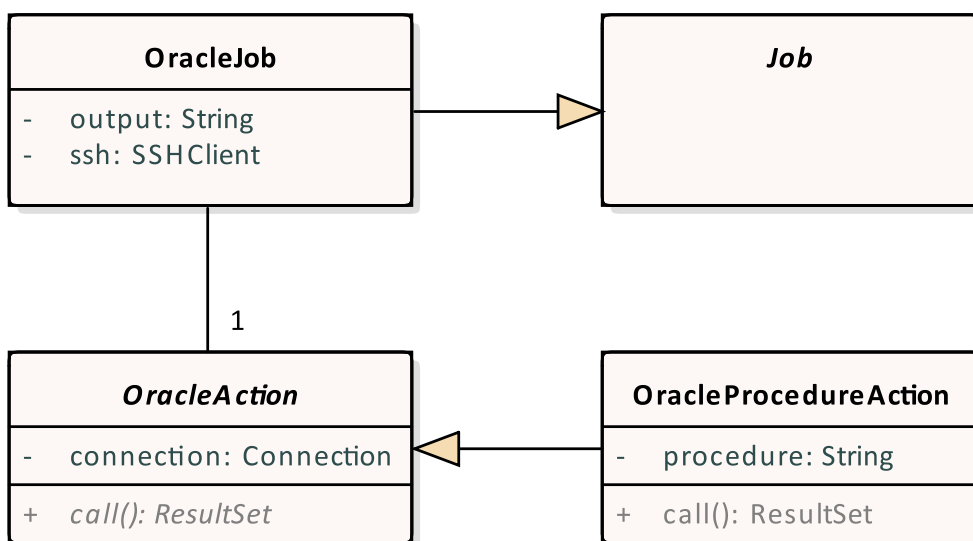 OracleJob
- output: String
- ssh: SSHClient
Job
1
OracleAction
- connection: Connection
+ call(): ResultSet
OracleProcedureAction
- procedure: String
+ call(): ResultSet